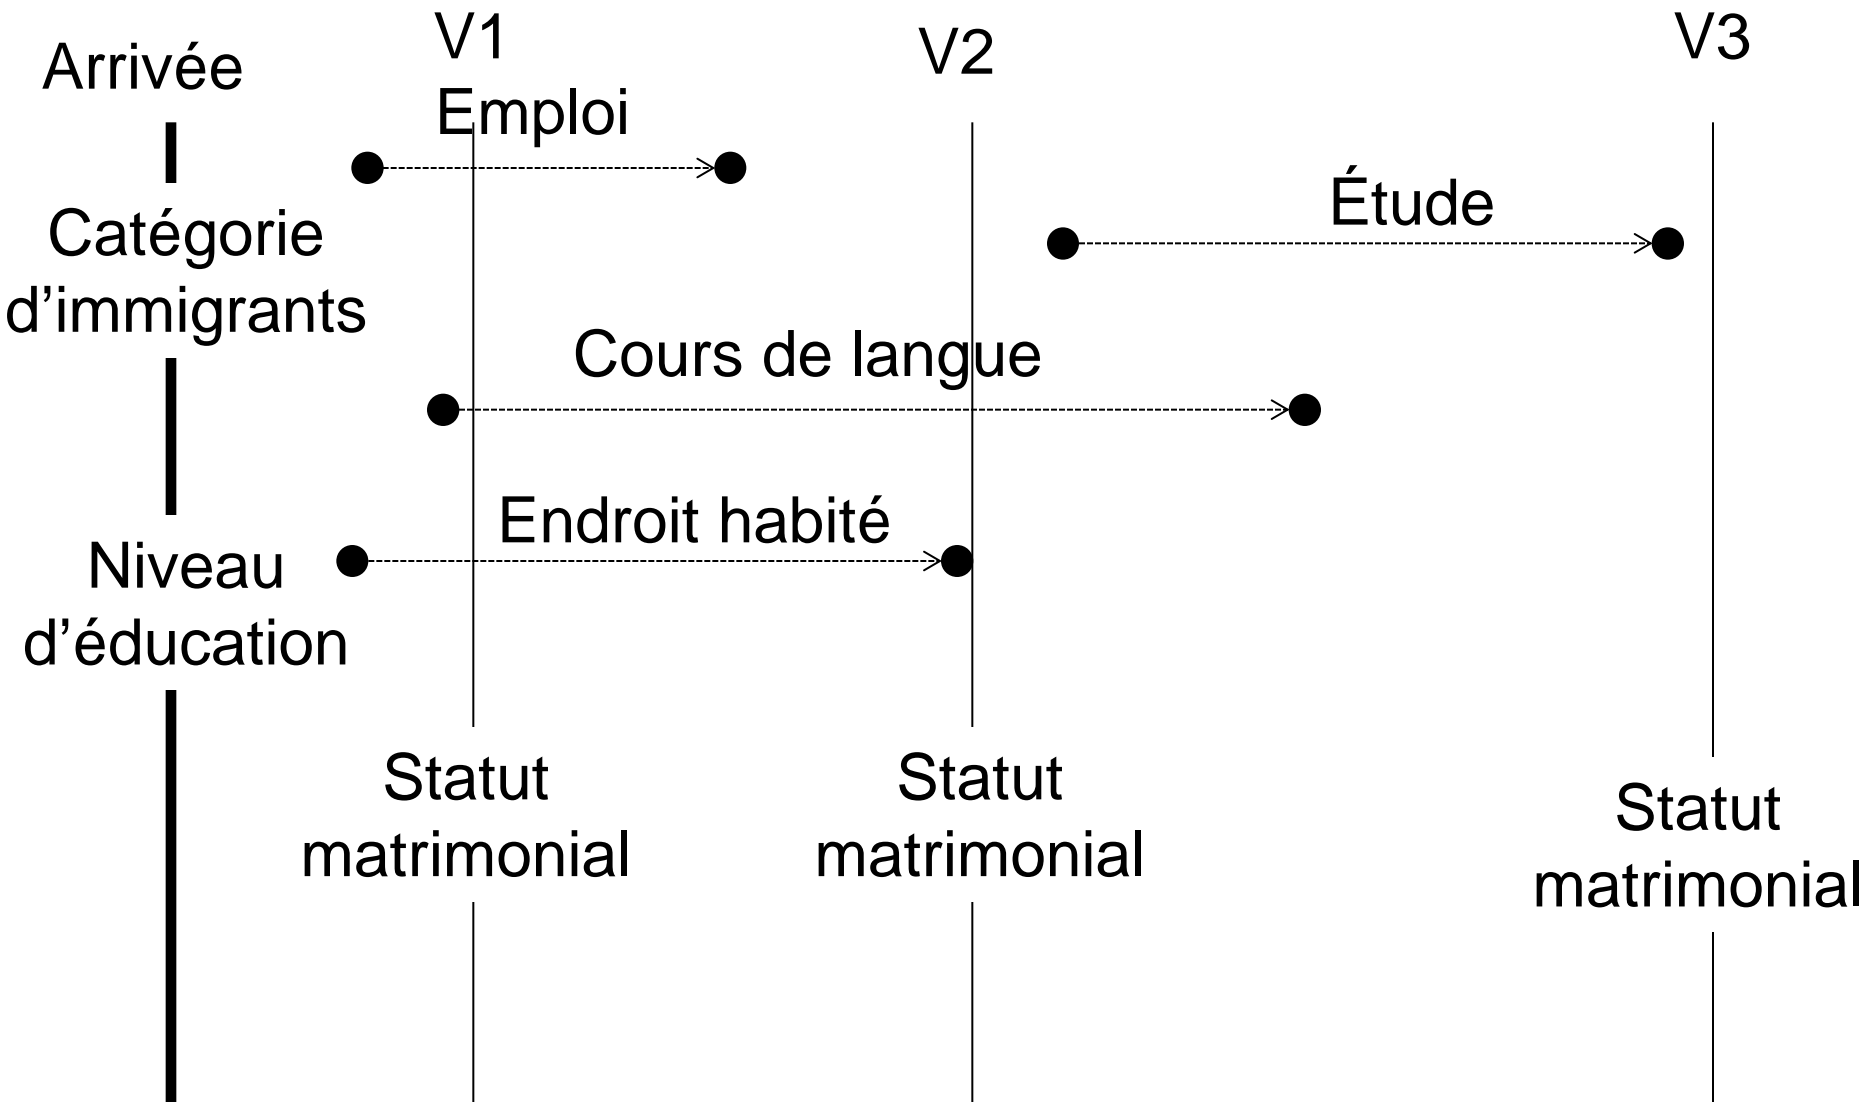 Arrivée
V1
V2
V3
Emploi
Étude
Catégorie
d’immigrants
Cours de langue
Endroit habité
Niveau
d’éducation
Statut
matrimonial
Statut
matrimonial
Statut
matrimonial